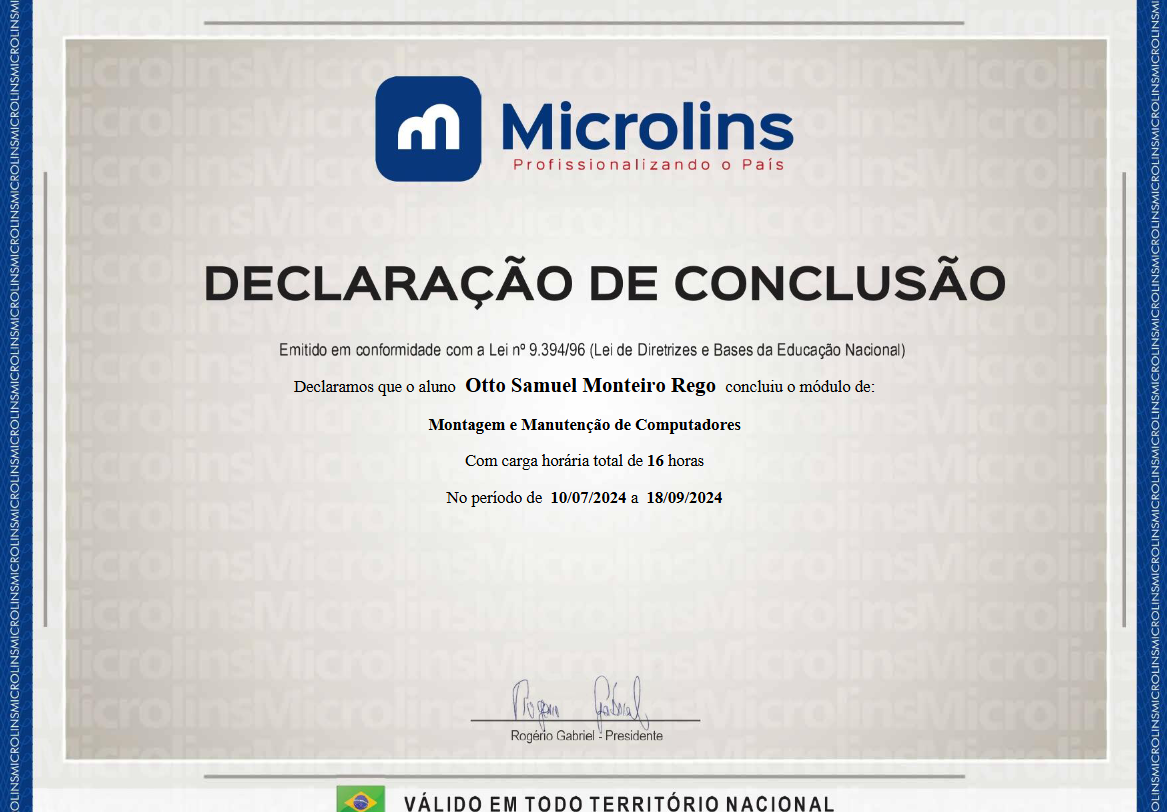 Microlins
Profissionalizando o País
DECLARAÇÃO DE CONCLUSÃO
Emitido em conformidade com a Lei nº 9.394/96 (Lei de Diretrizes e Bases da Educação Nacional)
Declaramos que o aluno Otto Samuel Monteiro Rego concluiu o módulo de:
Montagem e Manutenção de Computadores
Com carga horária total de 16 horas
No período de 10/07/2024 a 18/09/2024
Rogério Gabriel
Rogério Gabriel - Presidente
VÁLIDO EM TODO TERRITÓRIO NACIONAL